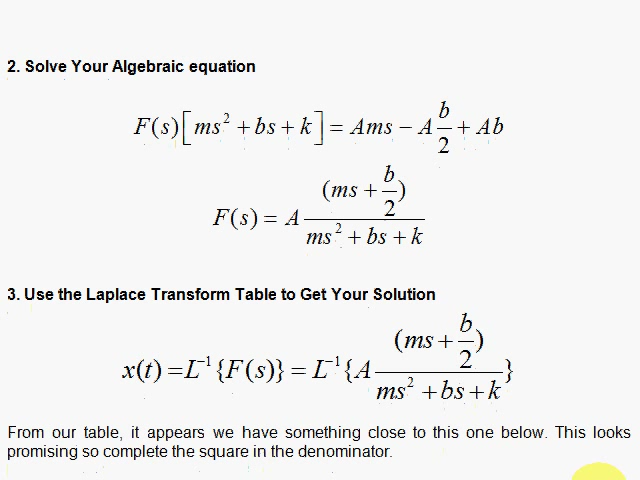 2. Solve Your Algebraic equation
F(s)[ms² + bs + k] = Ams − A b/2 + Ab
F(s) = A (ms + b/2) / ms² + bs + k
3. Use the Laplace Transform Table to Get Your Solution
x(t) = L⁻¹{F(s)} = L⁻¹{A (ms + b/2) / ms² + bs + k}
From our table, it appears we have something close to this one below. This looks
promising so complete the square in the denominator.